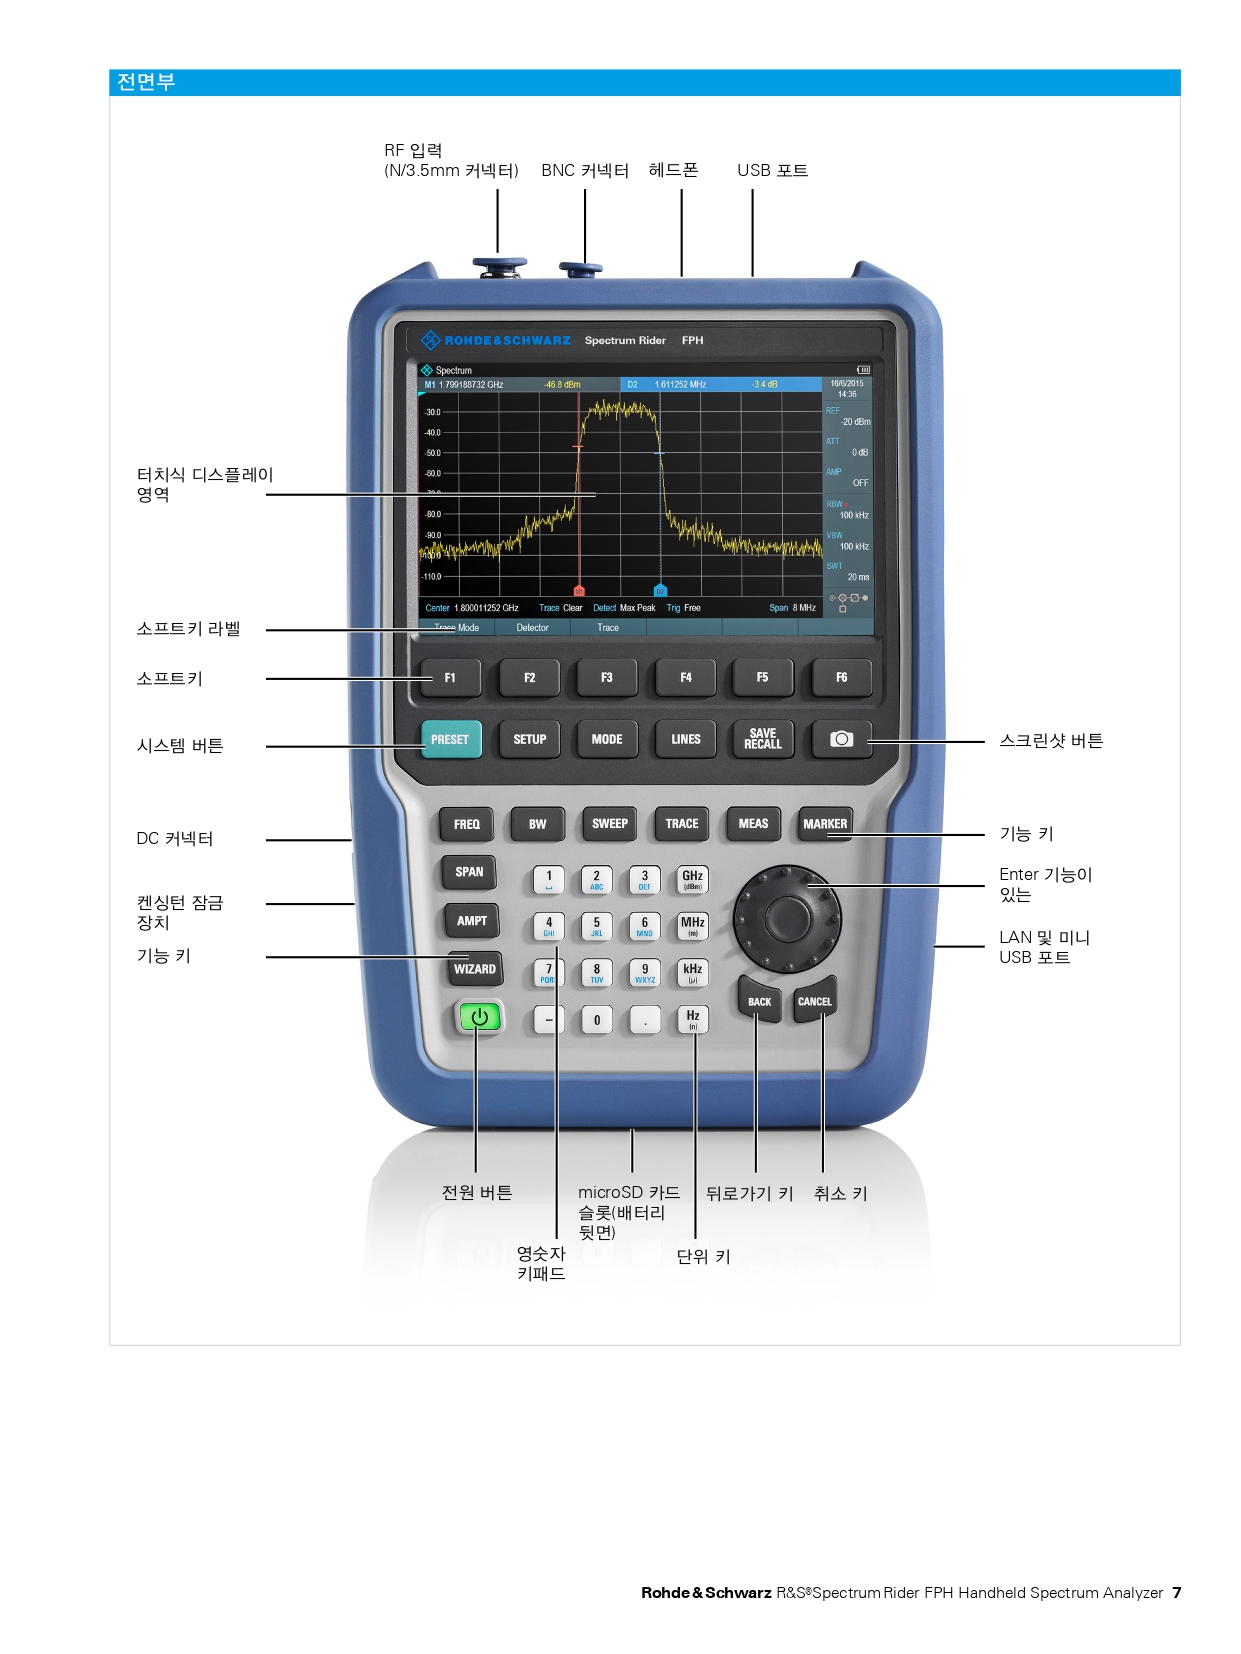 전면부
RF 입력
(N/3.5mm 커넥터)
BNC 커넥터
헤드폰
USB 포트
ROHDE&SCHWARZ Spectrum Rider FPH
Spectrum
M1 1.799188732 GHz -46.8 dBm D2 1.611252 MHz -3.4 dB
16/6/2015
14:36
-30.0
-40.0
-50.0
-60.0
-70.0
-80.0
-90.0
-100.0
-110.0
REF
-20 dBm
ATT
0 dB
AMP
OFF
RBW
100 kHz
VBW
100 kHz
SWT
20 ms
M1
D2
Center 1.800011252 GHz Trace Clear Detect Max Peak Trig Free Span 8 MHz
Trace Mode Detector Trace
터치식 디스플레이
영역
소프트키 라벨
소프트키
F1 F2 F3 F4 F5 F6
시스템 버튼
PRESET SETUP MODE LINES SAVE
RECALL
스크린샷 버튼
DC 커넥터
FREQ BW SWEEP TRACE MEAS MARKER
기능 키
SPAN
1 2 3 GHz
ABC DEF (dBm)
Enter 기능이
있는
켄싱턴 잠금
장치
AMPT
4 5 6 MHz
GHI JKL MNO (m)
LAN 및 미니
USB 포트
기능 키
WIZARD
7 8 9 kHz
PQRS TUV WXYZ (µ)
BACK CANCEL
– 0 . Hz
(n)
전원 버튼
microSD 카드
슬롯(배터리
뒷면)
뒤로가기 키
취소 키
영숫자
키패드
단위 키
Rohde & Schwarz R&S®Spectrum Rider FPH Handheld Spectrum Analyzer 7